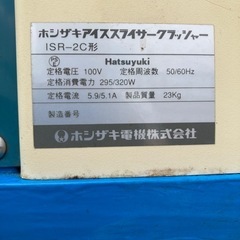 ホシザキアイススライサークラッシャー
ISR-2C形
Hatsuyuki
定格電圧 100V 定格周波数 50/60Hz
定格消費電力 295/320W
定格電流 5.9/5.1A 製品質量 23Kg
製造番号
ホシザキ電機株式会社